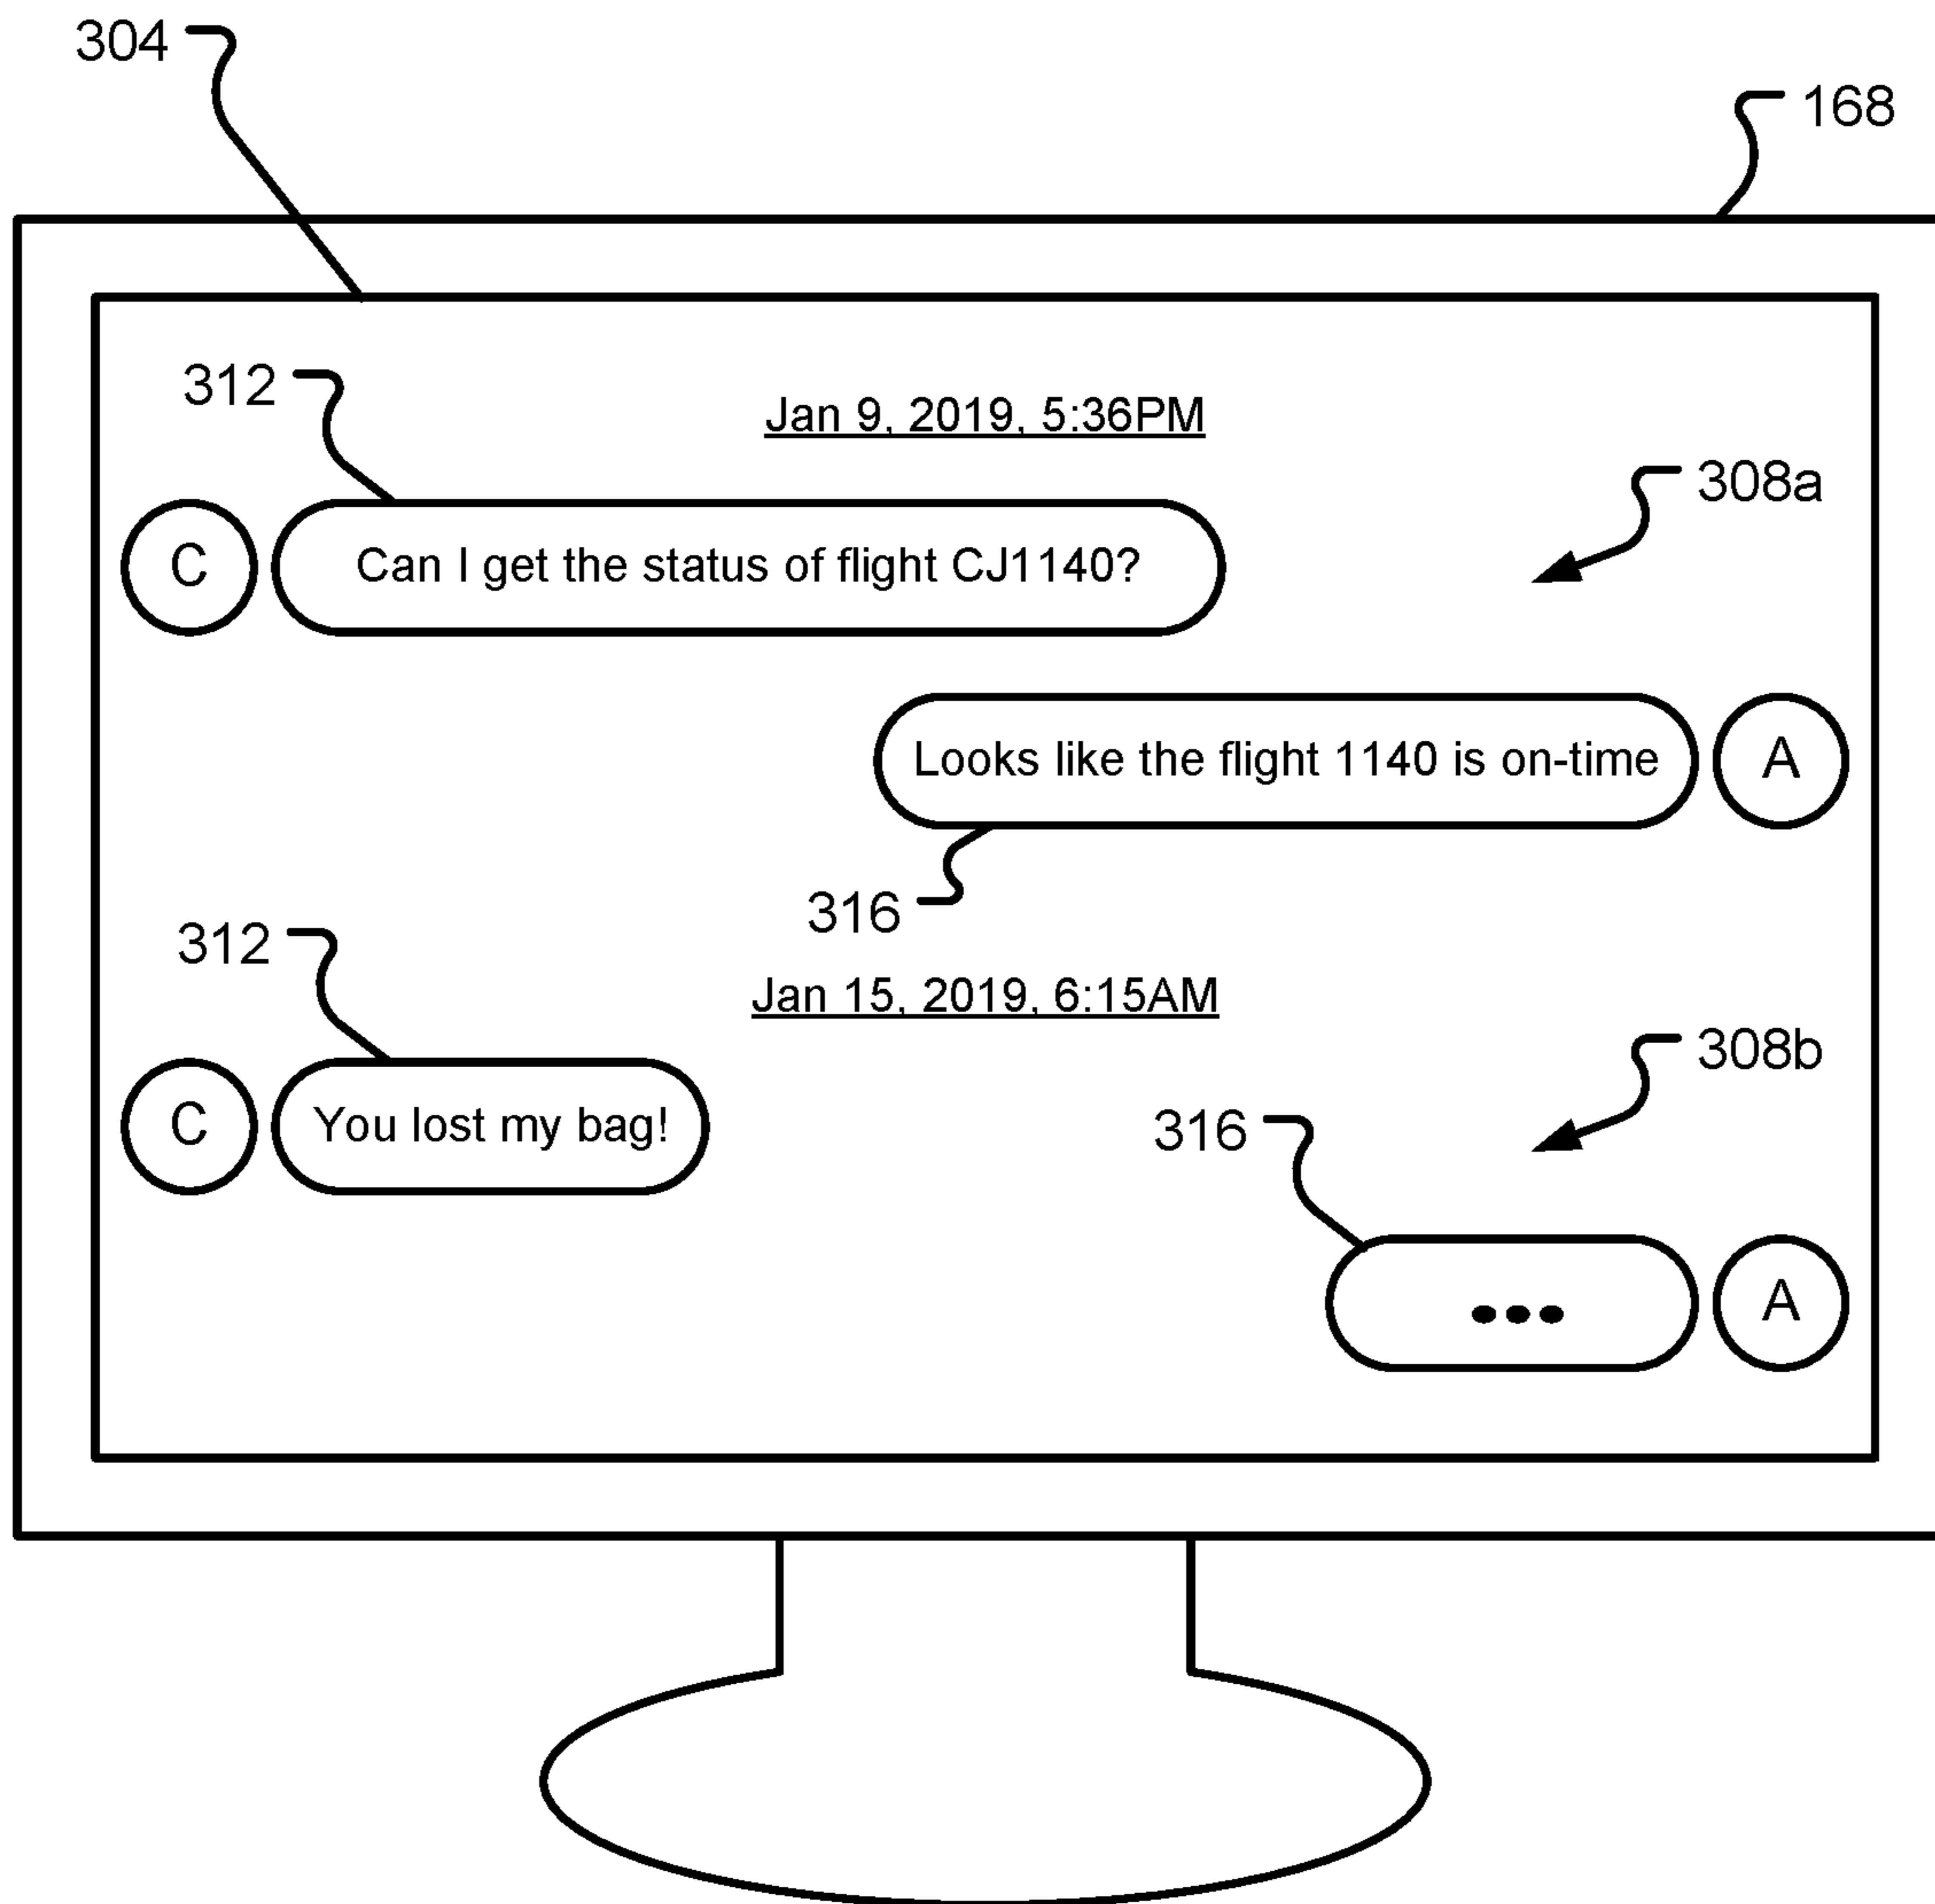 304
168
312
Jan 9, 2019, 5:36PM
308a
C
Can I get the status of flight CJ1140?
Looks like the flight 1140 is on-time
A
316
312
Jan 15, 2019, 6:15AM
308b
C
You lost my bag!
316
●●●
A